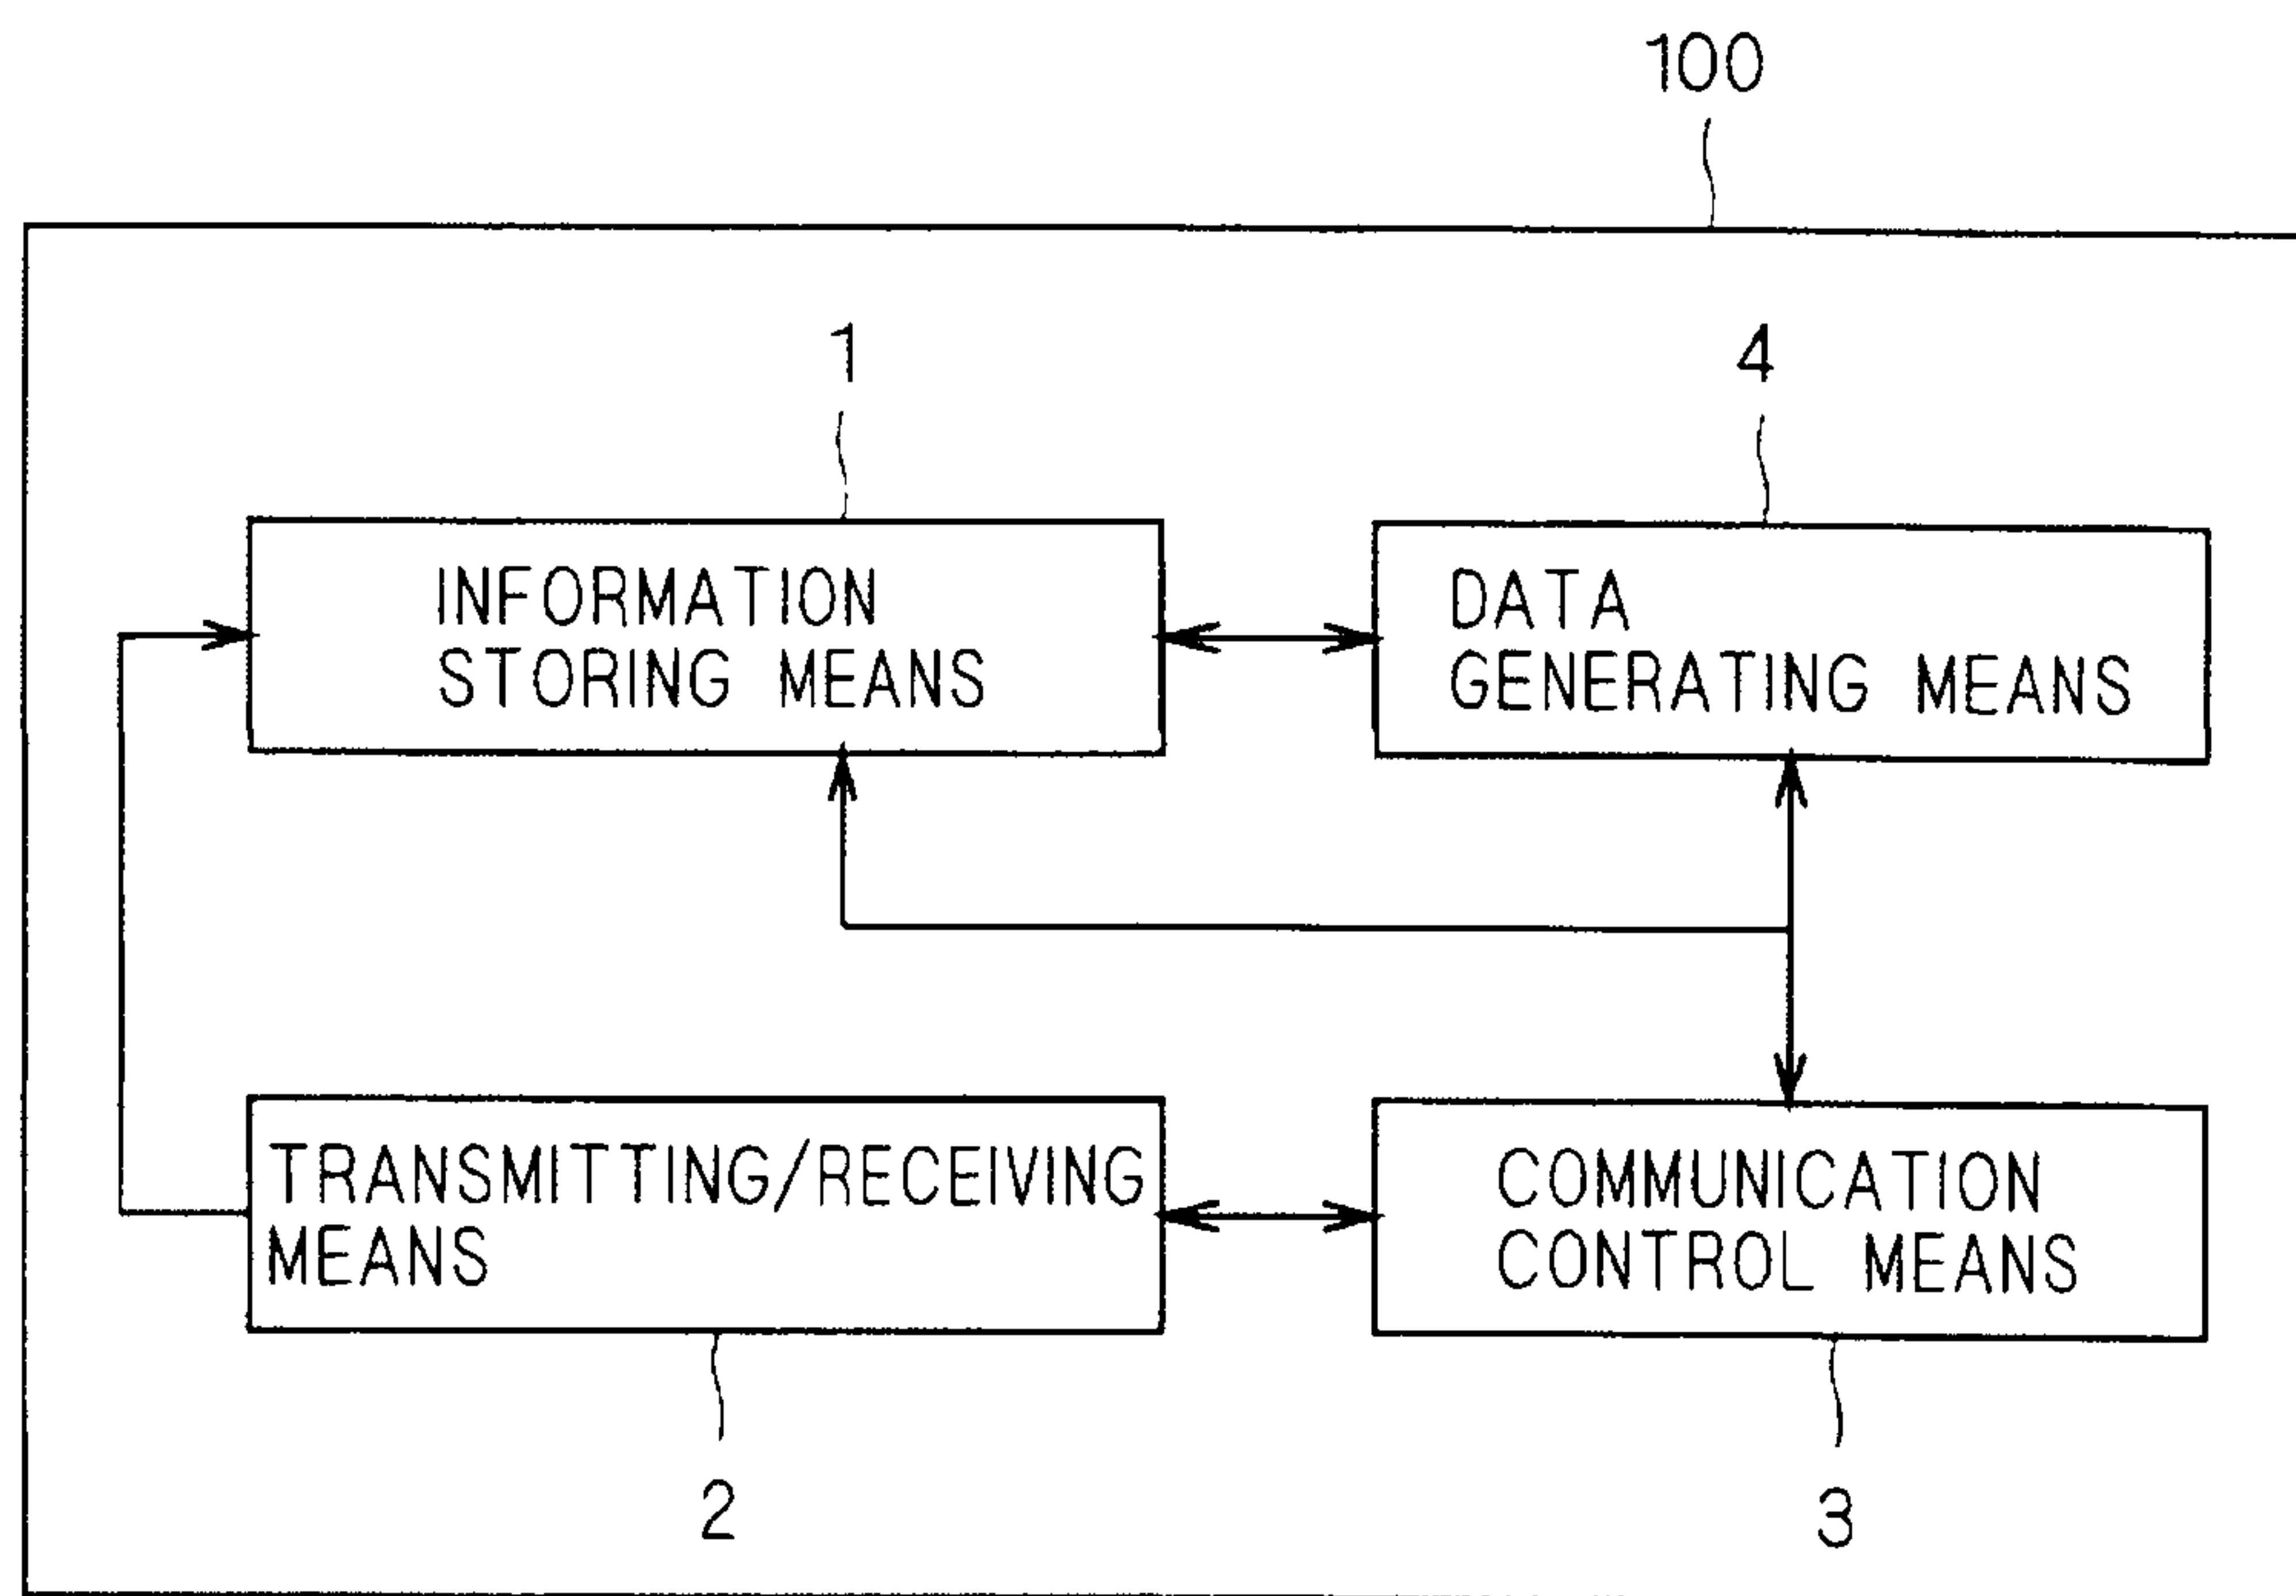 100
1
4
INFORMATION
STORING MEANS
DATA
GENERATING MEANS
TRANSMITTING/RECEIVING
MEANS
COMMUNICATION
CONTROL MEANS
2
3